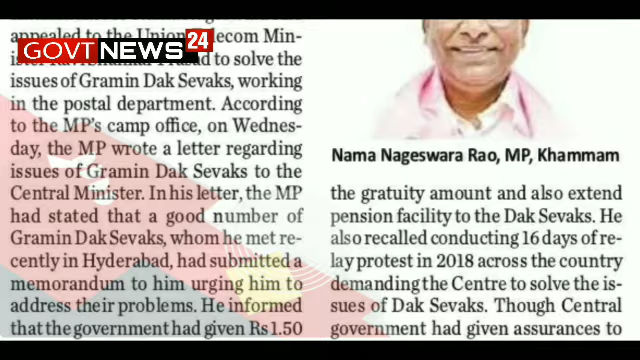 appealed to the Union Telecom Min-
GOVT NEWS 24
to solve the
issues of Gramin Dak Sevaks, working
in the postal department. According
to the MP's camp office, on Wednes-
day, the MP wrote a letter regarding
issues of Gramin Dak Sevaks to the
Central Minister. In his letter, the MP
had stated that a good number of
Gramin Dak Sevaks, whom he met re-
cently in Hyderabad, had submitted a
memorandum to him urging him to
address their problems. He informed
that the government had given Rs 1.50
Nama Nageswara Rao, MP, Khammam
the gratuity amount and also extend
pension facility to the Dak Sevaks. He
also recalled conducting 16 days of re-
lay protest in 2018 across the country
demanding the Centre to solve the is-
sues of Dak Sevaks. Though Central
government had given assurances to